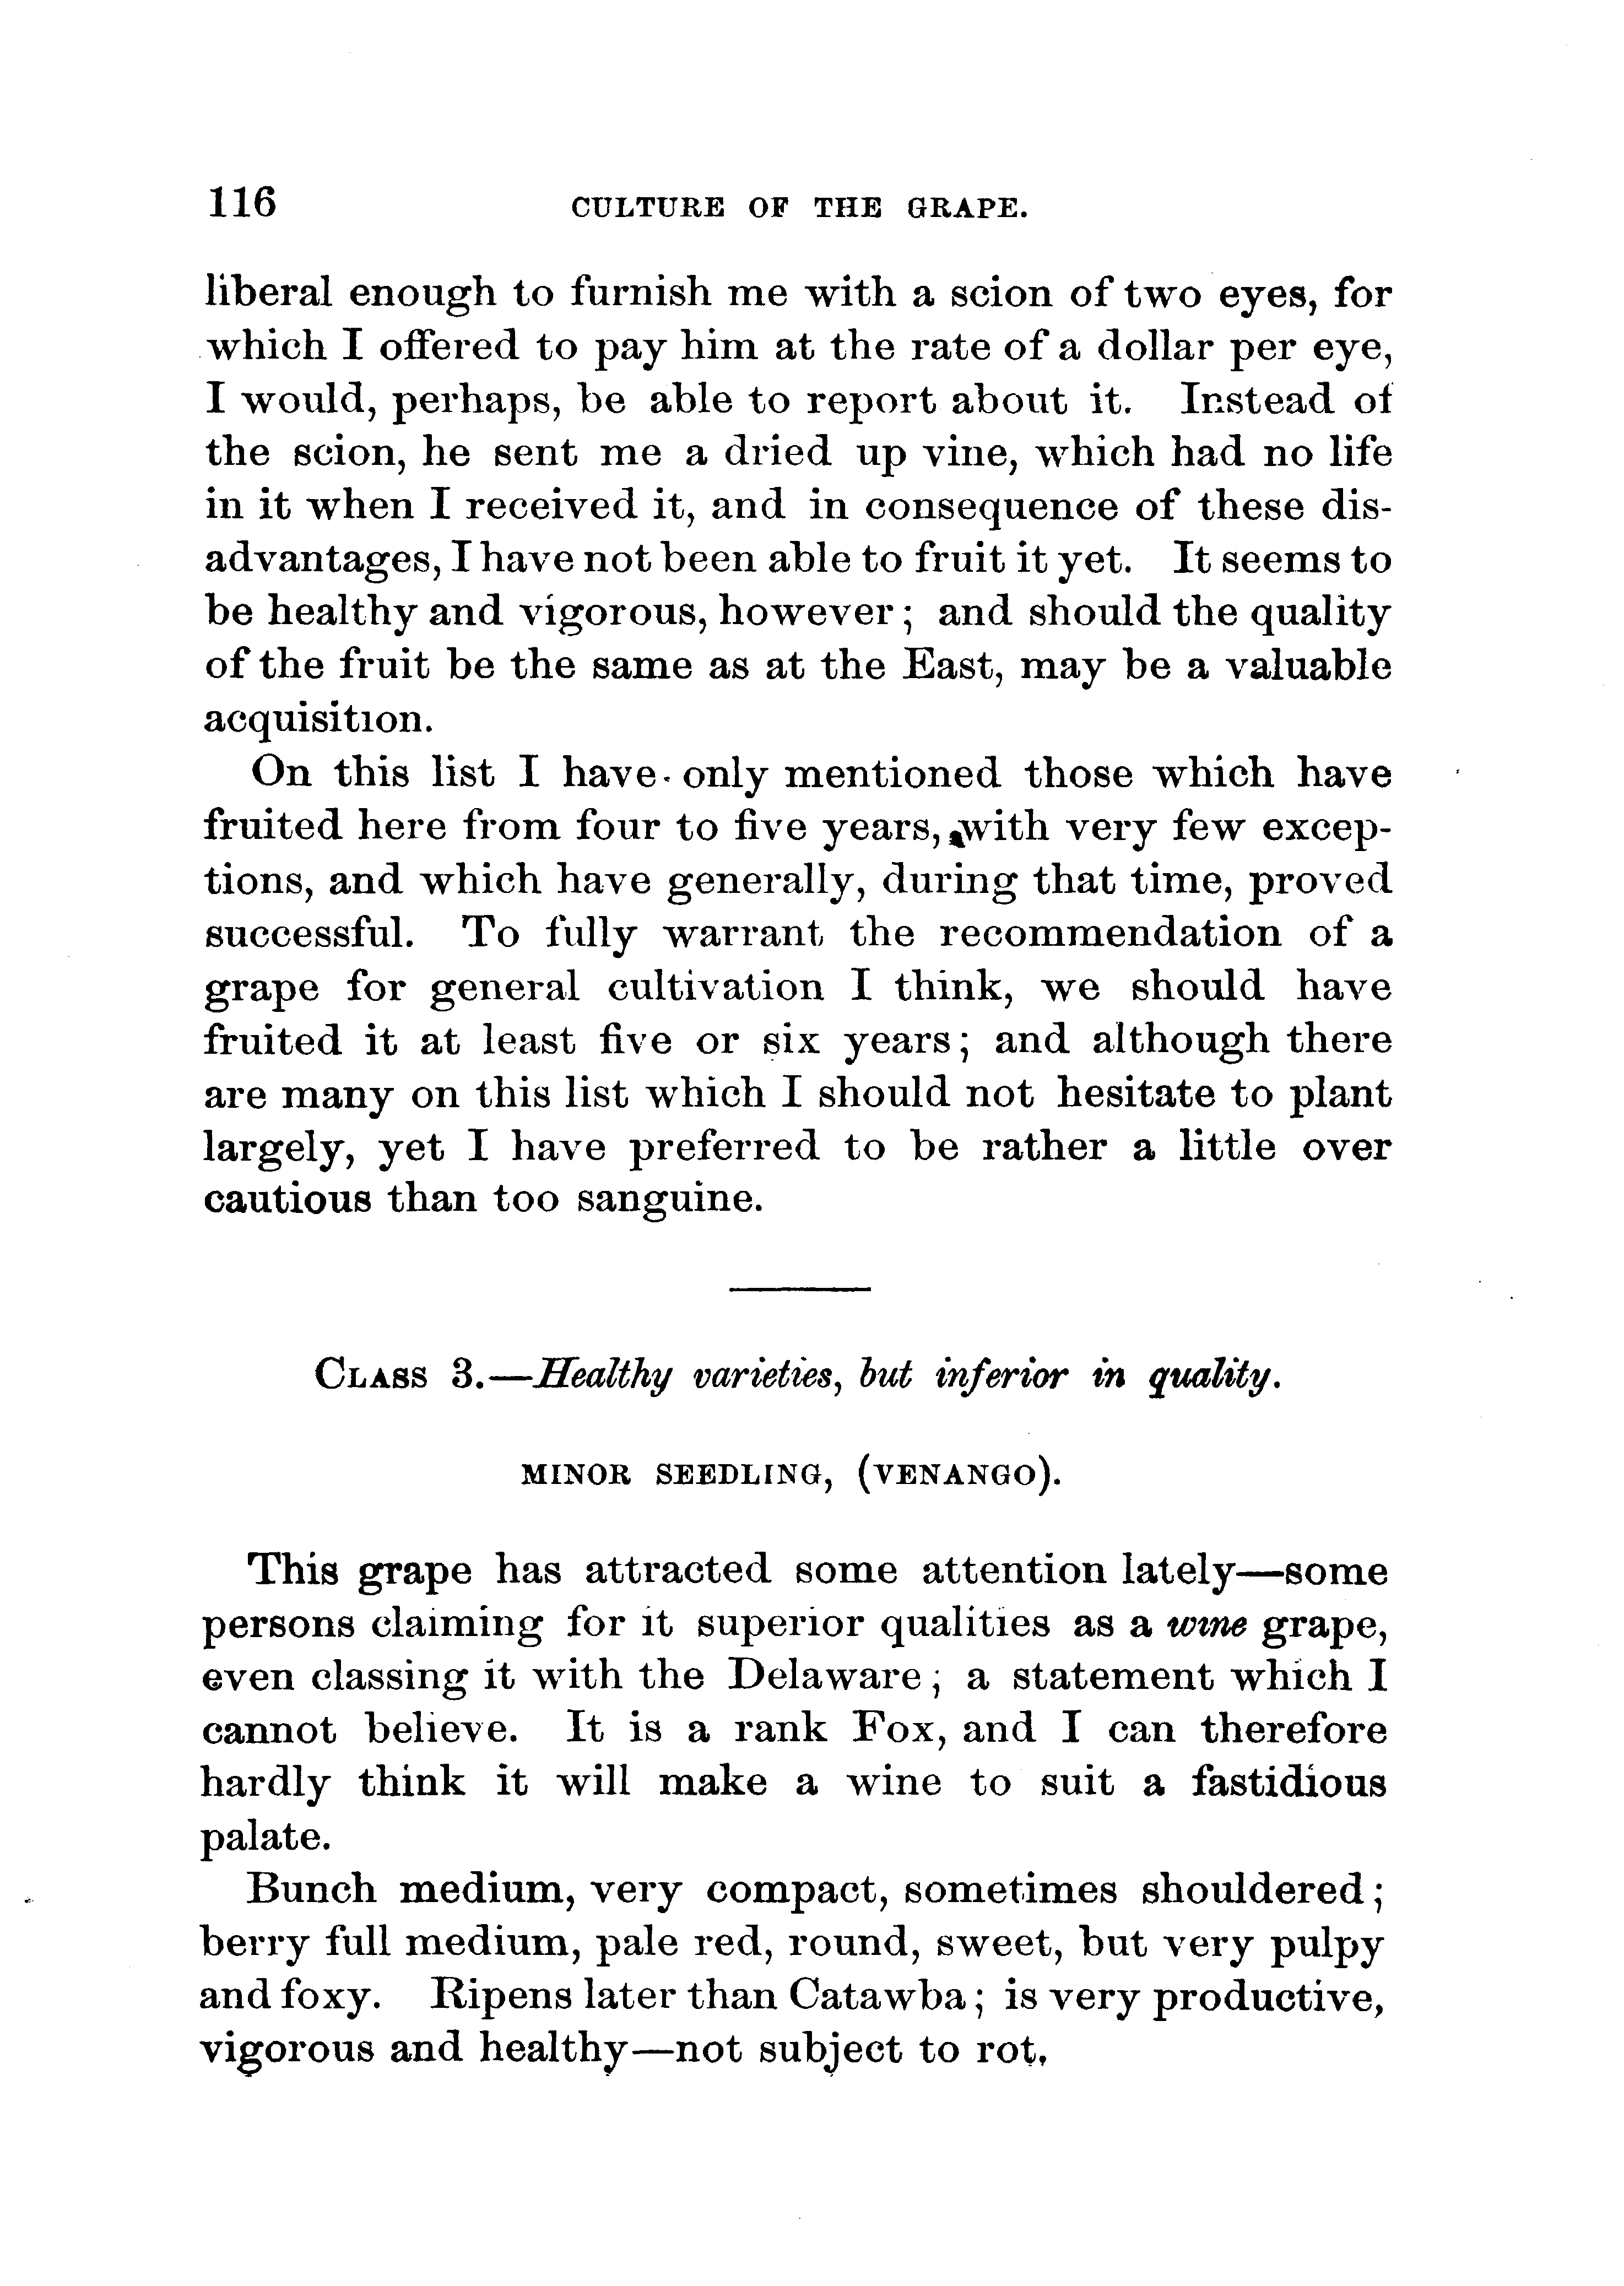 116 CULTURE OF THE GRAPE.
liberal enough to furnish me with a scion of two eyes, for
which I offered to pay him at the rate of a dollar per eye,
I would, perhaps, be able to report about it. Instead of
the scion, he sent me a dried up vine, which had no life
in it when I received it, and in consequence of these dis-
advantages, I have not been able to fruit it yet. It seems to
be healthy and vigorous, however; and should the quality
of the fruit be the same as at the East, may be a valuable
acquisition.
On this list I have only mentioned those which have
fruited here from four to five years, with very few excep-
tions, and which have generally, during that time, proved
successful. To fully warrant the recommendation of a
grape for general cultivation I think, we should have
fruited it at least five or six years; and although there
are many on this list which I should not hesitate to plant
largely, yet I have preferred to be rather a little over
cautious than too sanguine.
CLASS 3.—Healthy varieties, but inferior in quality.
MINOR SEEDLING, (VENANGO).
This grape has attracted some attention lately—some
persons claiming for it superior qualities as a wine grape,
even classing it with the Delaware; a statement which I
cannot believe. It is a rank Fox, and I can therefore
hardly think it will make a wine to suit a fastidious
palate.
Bunch medium, very compact, sometimes shouldered;
berry full medium, pale red, round, sweet, but very pulpy
and foxy. Ripens later than Catawba; is very productive,
vigorous and healthy—not subject to rot.